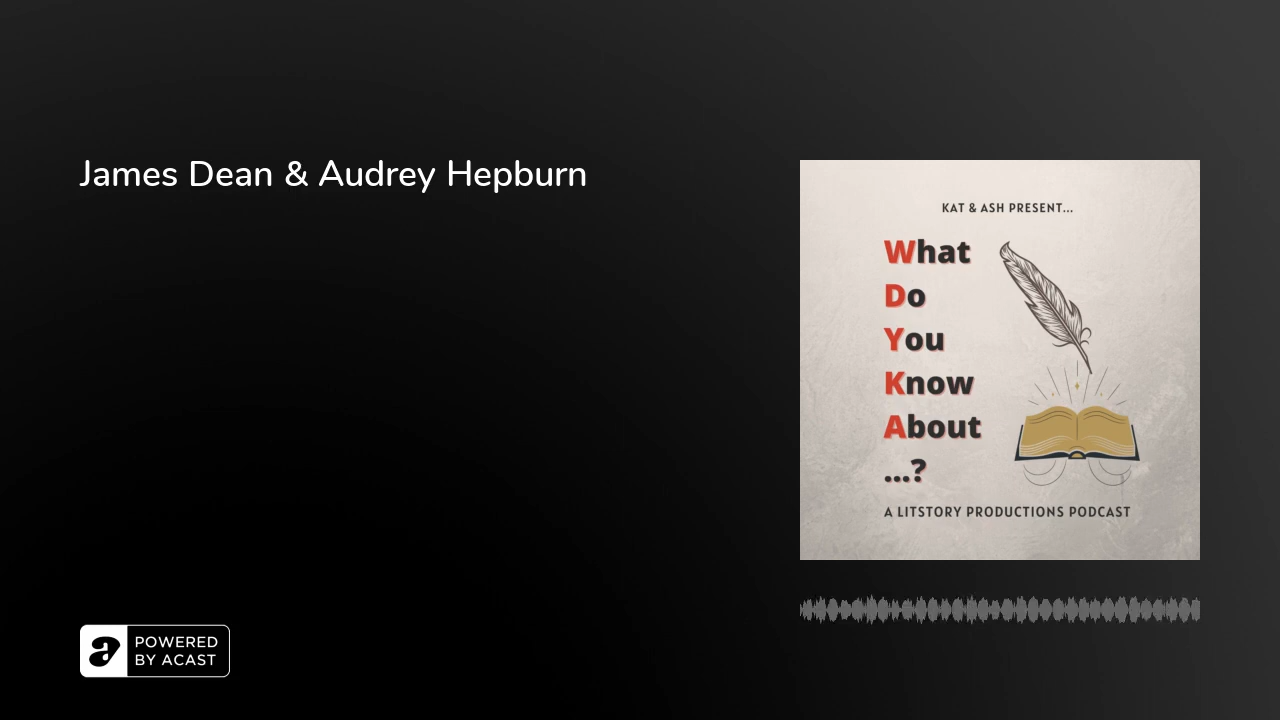 James Dean & Audrey Hepburn
KAT & ASH PRESENT...
What
Do
You
Know
About
...?
A LITSTORY PRODUCTIONS PODCAST
a POWERED
BY ACAST